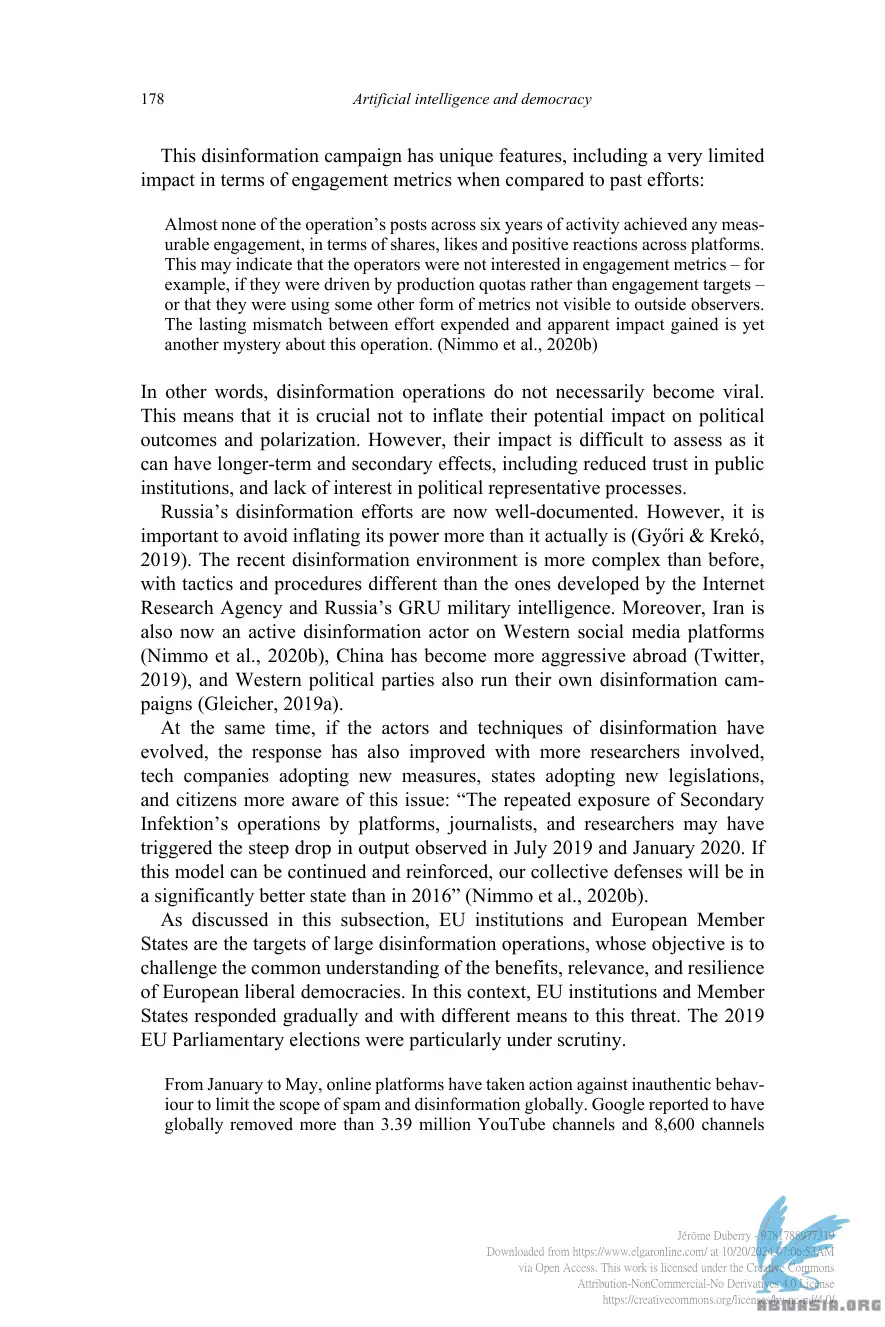 178
Artificial intelligence and democracy
This disinformation campaign has unique features, including a very limited
impact in terms of engagement metrics when compared to past efforts:
Almost none of the operation’s posts across six years of activity achieved any meas-
urable engagement, in terms of shares, likes and positive reactions across platforms.
This may indicate that the operators were not interested in engagement metrics – for
example, if they were driven by production quotas rather than engagement targets –
or that they were using some other form of metrics not visible to outside observers.
The lasting mismatch between effort expended and apparent impact gained is yet
another mystery about this operation. (Nimmo et al., 2020b)
In other words, disinformation operations do not necessarily become viral.
This means that it is crucial not to inflate their potential impact on political
outcomes and polarization. However, their impact is difficult to assess as it
can have longer-term and secondary effects, including reduced trust in public
institutions, and lack of interest in political representative processes.
Russia’s disinformation efforts are now well-documented. However, it is
important to avoid inflating its power more than it actually is (Győri & Krekó,
2019). The recent disinformation environment is more complex than before,
with tactics and procedures different than the ones developed by the Internet
Research Agency and Russia’s GRU military intelligence. Moreover, Iran is
also now an active disinformation actor on Western social media platforms
(Nimmo et al., 2020b), China has become more aggressive abroad (Twitter,
2019), and Western political parties also run their own disinformation cam-
paigns (Gleicher, 2019a).
At the same time, if the actors and techniques of disinformation have
evolved, the response has also improved with more researchers involved,
tech companies adopting new measures, states adopting new legislations,
and citizens more aware of this issue: “The repeated exposure of Secondary
Infektion’s operations by platforms, journalists, and researchers may have
triggered the steep drop in output observed in July 2019 and January 2020. If
this model can be continued and reinforced, our collective defenses will be in
a significantly better state than in 2016” (Nimmo et al., 2020b).
As discussed in this subsection, EU institutions and European Member
States are the targets of large disinformation operations, whose objective is to
challenge the common understanding of the benefits, relevance, and resilience
of European liberal democracies. In this context, EU institutions and Member
States responded gradually and with different means to this threat. The 2019
EU Parliamentary elections were particularly under scrutiny.
From January to May, online platforms have taken action against inauthentic behav-
iour to limit the scope of spam and disinformation globally. Google reported to have
globally removed more than 3.39 million YouTube channels and 8,600 channels
Jérôme Duberry - 9781788977319
Downloaded from https://www.elgaronline.com/ at 10/20/2024 07:06:53AM
via Open Access. This work is licensed under the Creative Commons
Attribution-NonCommercial-No Derivatives 4.0 License
https://creativecommons.org/licenses/by-nc-nd/4.0/
ABNASIA.ORG